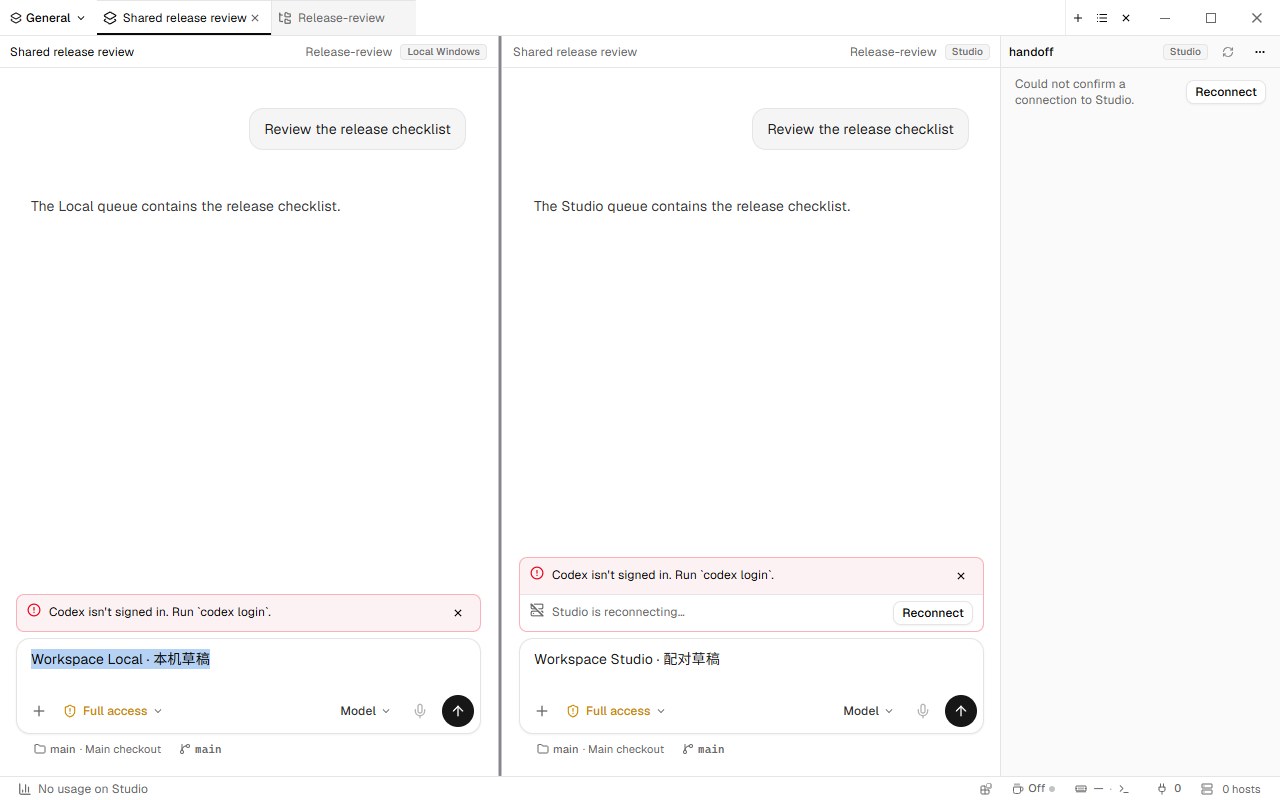 General
Shared release review
Release-review
Shared release review
Release-review
Local Windows
Shared release review
Release-review
Studio
handoff
Studio
Review the release checklist
The Local queue contains the release checklist.
Codex isn't signed in. Run `codex login`.
Workspace Local · 本机草稿
Full access
Model
main · Main checkout
main
Review the release checklist
The Studio queue contains the release checklist.
Codex isn't signed in. Run `codex login`.
Studio is reconnecting…
Reconnect
Workspace Studio · 配对草稿
Full access
Model
main · Main checkout
main
Could not confirm a
connection to Studio.
Reconnect
No usage on Studio
Off
— ·
0
0 hosts